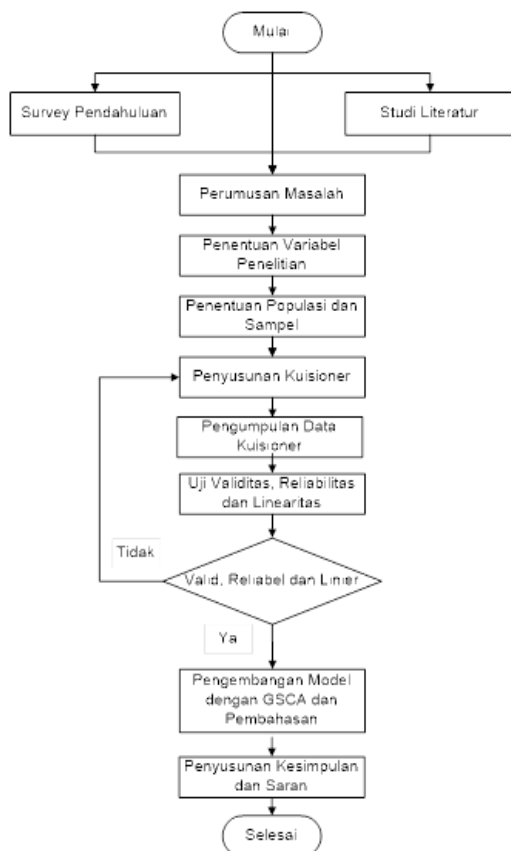 Mulai
Survey Pendahuluan
Studi Literatur
Perumusan Masalah
Penentuan Variabel
Penelitian
Penentuan Populasi dan
Sampel
Penyusunan Kuisioner
Pengumpulan Data
Kuisioner
Uji Validitas, Reliabilitas
dan Linearitas
Tidak
Valid, Reliabel dan Linier
Ya
Pengembangan Model
dengan GSCA dan
Pembahasan
Penyusunan Kesimpulan
dan Saran
Selesai